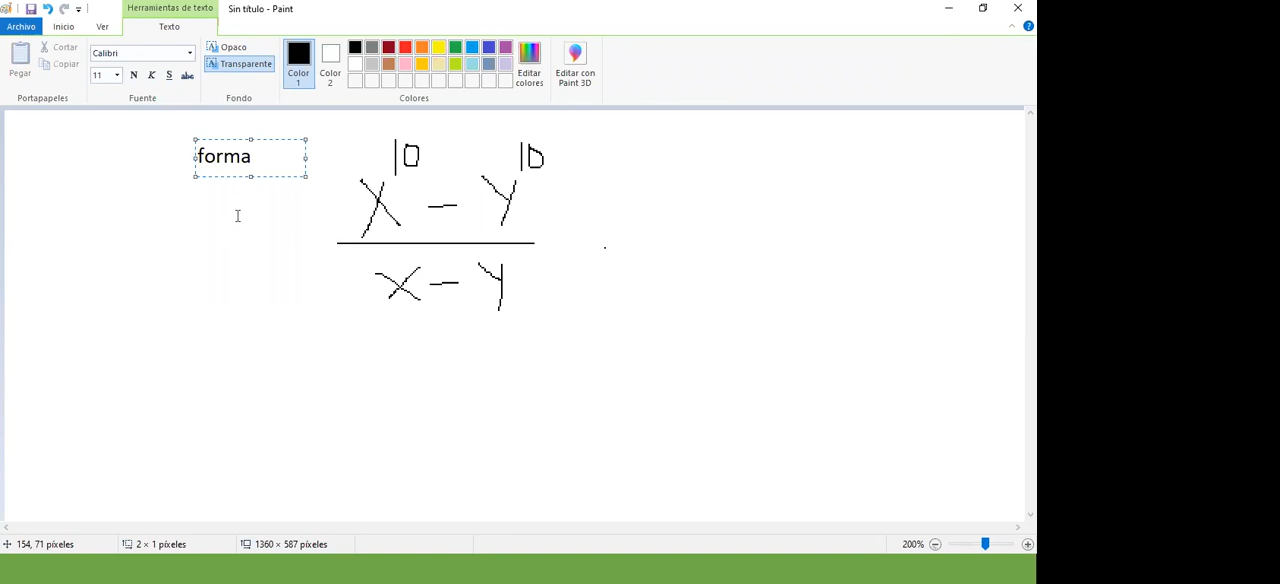 Herramientas de texto
Sin título - Paint
Archivo
Inicio
Ver
Texto
Pegar
Cortar
Copiar
Portapapeles
Calibri
11
N K S abc
Fuente
Opaco
Transparente
Fondo
Color 1
Color 2
Colores
Editar colores
Editar con Paint 3D
forma
x^10 - y^10
x - y
154, 71 píxeles
2 × 1 píxeles
1360 × 587 píxeles
200%